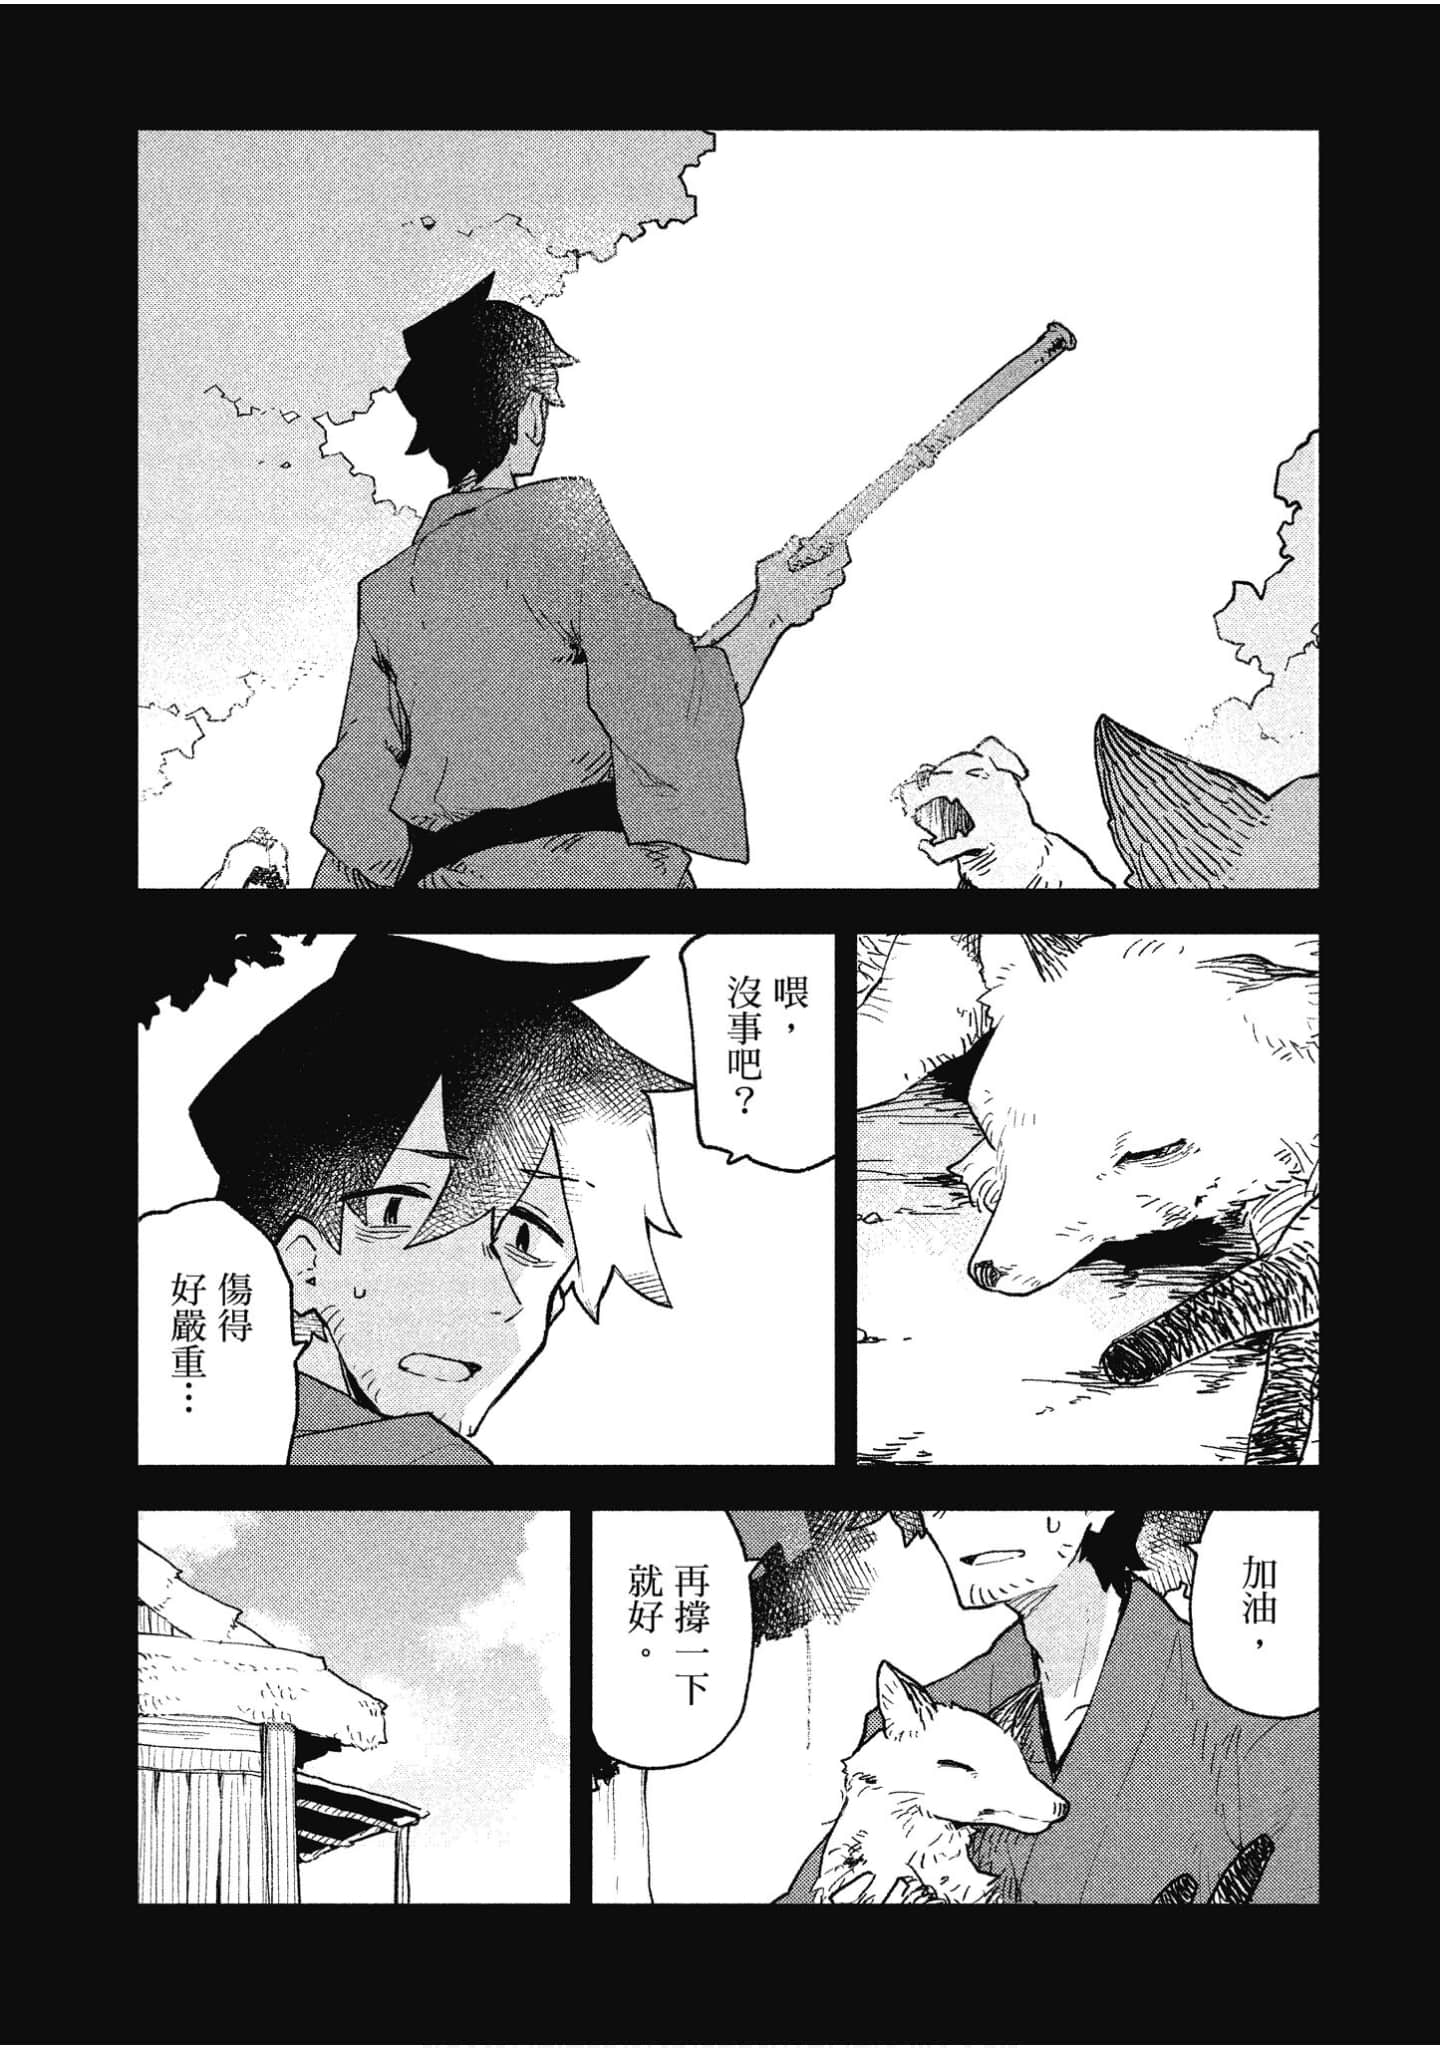 喂，
沒事吧？
傷得
好嚴重…
加油，
再撐一下
就好。